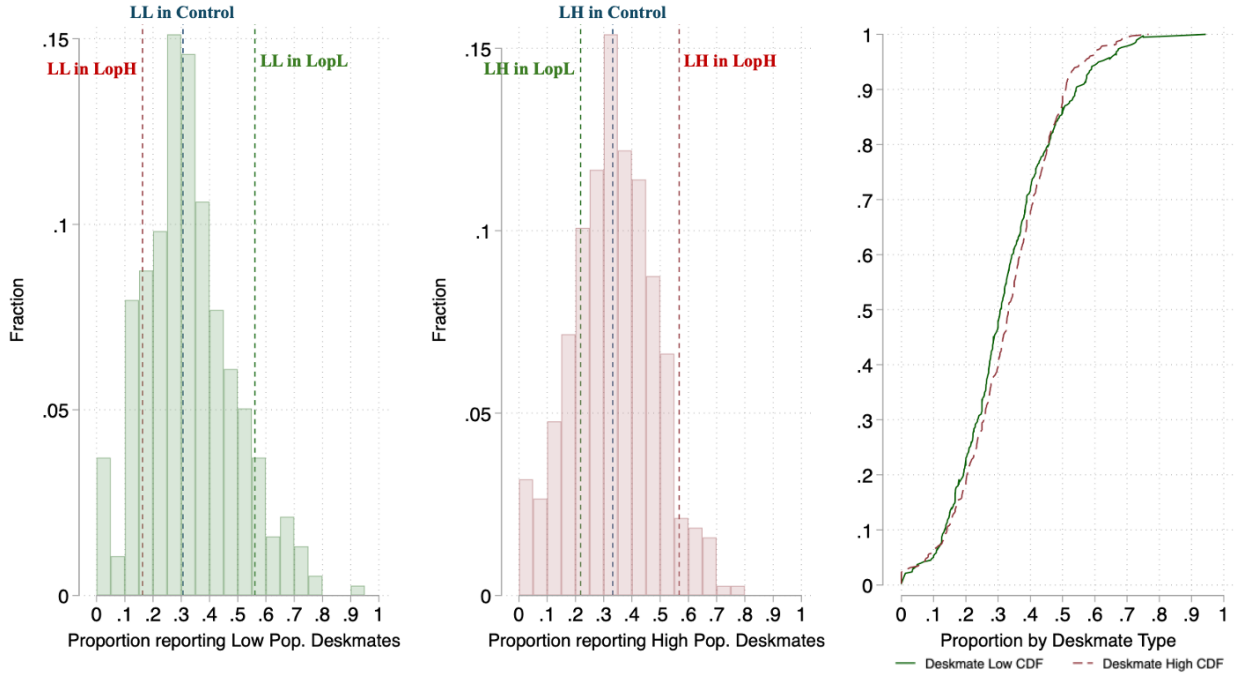 LL in Control
LL in LopH
LL in LopL
.15
.1
.05
0
Fraction
0 .1 .2 .3 .4 .5 .6 .7 .8 .9 1
Proportion reporting Low Pop. Deskmates
LH in Control
LH in LopL
LH in LopH
.15
.1
.05
0
Fraction
0 .1 .2 .3 .4 .5 .6 .7 .8 .9 1
Proportion reporting High Pop. Deskmates
1
.9
.8
.7
.6
.5
.4
.3
.2
.1
0
0 .1 .2 .3 .4 .5 .6 .7 .8 .9 1
Proportion by Deskmate Type
Deskmate Low CDF
Deskmate High CDF